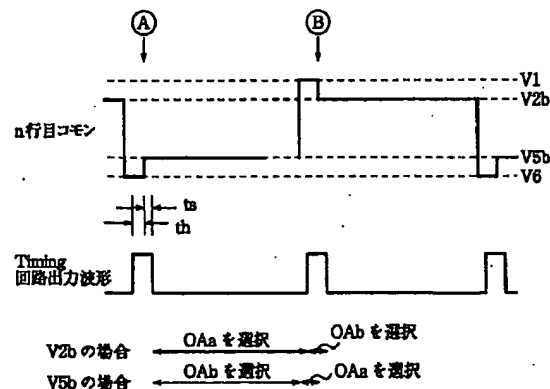 A
B
V1
V2b
n行目コモン
V5b
V6
ts
th
Timing
回路出力波形
V2bの場合 OAaを選択 OAbを選択
V5bの場合 OAbを選択 OAaを選択